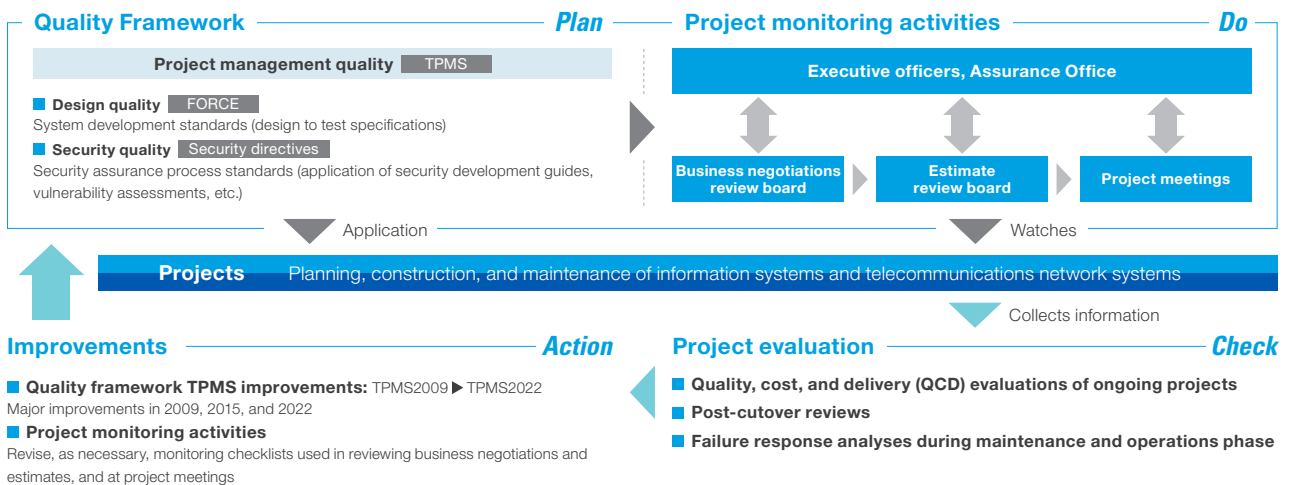 Quality Framework
Plan
Project management quality TPMS
Design quality FORCE
System development standards (design to test specifications)
Security quality Security directives
Security assurance process standards (application of security development guides,
vulnerability assessments, etc.)
Project monitoring activities
Do
Executive officers, Assurance Office
Business negotiations
review board
Estimate
review board
Project meetings
Application
Watches
Projects Planning, construction, and maintenance of information systems and telecommunications network systems
Collects information
Improvements
Action
Quality framework TPMS improvements: TPMS2009 ▶ TPMS2022
Major improvements in 2009, 2015, and 2022
Project monitoring activities
Revise, as necessary, monitoring checklists used in reviewing business negotiations and
estimates, and at project meetings
Project evaluation
Check
Quality, cost, and delivery (QCD) evaluations of ongoing projects
Post-cutover reviews
Failure response analyses during maintenance and operations phase